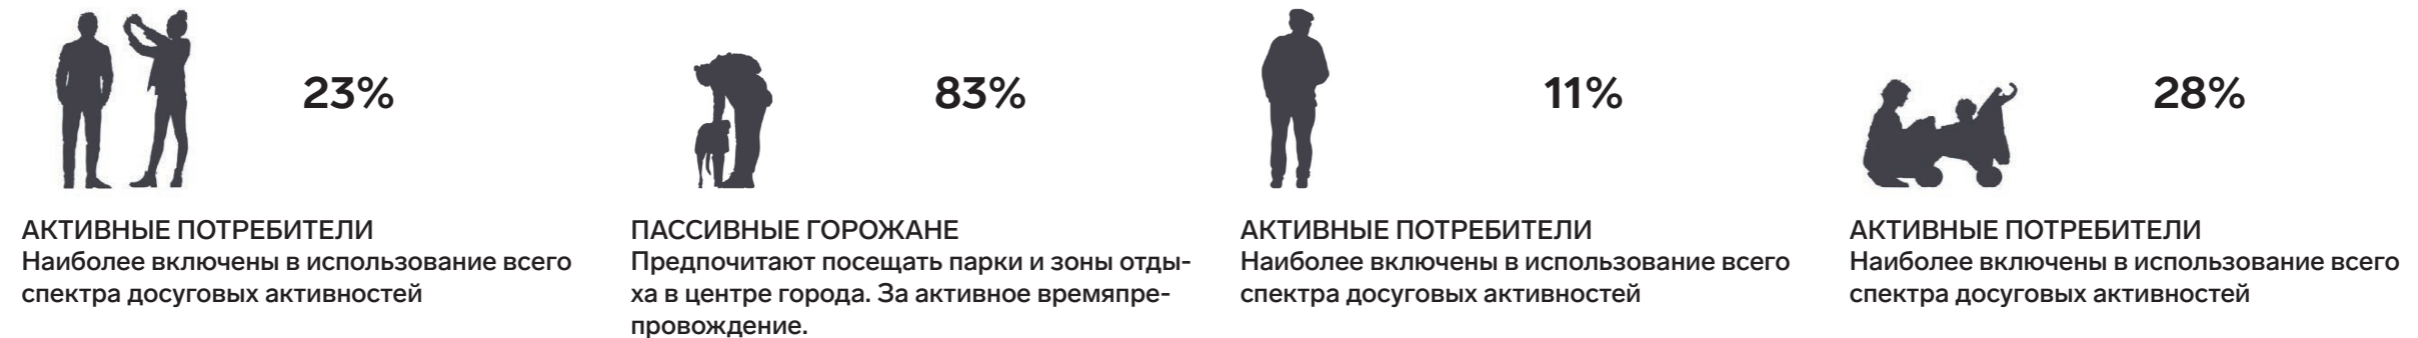 23%
АКТИВНЫЕ ПОТРЕБИТЕЛИ
Наиболее включены в использование всего
спектра досуговых активностей
83%
ПАССИВНЫЕ ГОРОЖАНЕ
Предпочитают посещать парки и зоны отды-
ха в центре города. За активное времяпре-
провождение.
11%
АКТИВНЫЕ ПОТРЕБИТЕЛИ
Наиболее включены в использование всего
спектра досуговых активностей
28%
АКТИВНЫЕ ПОТРЕБИТЕЛИ
Наиболее включены в использование всего
спектра досуговых активностей